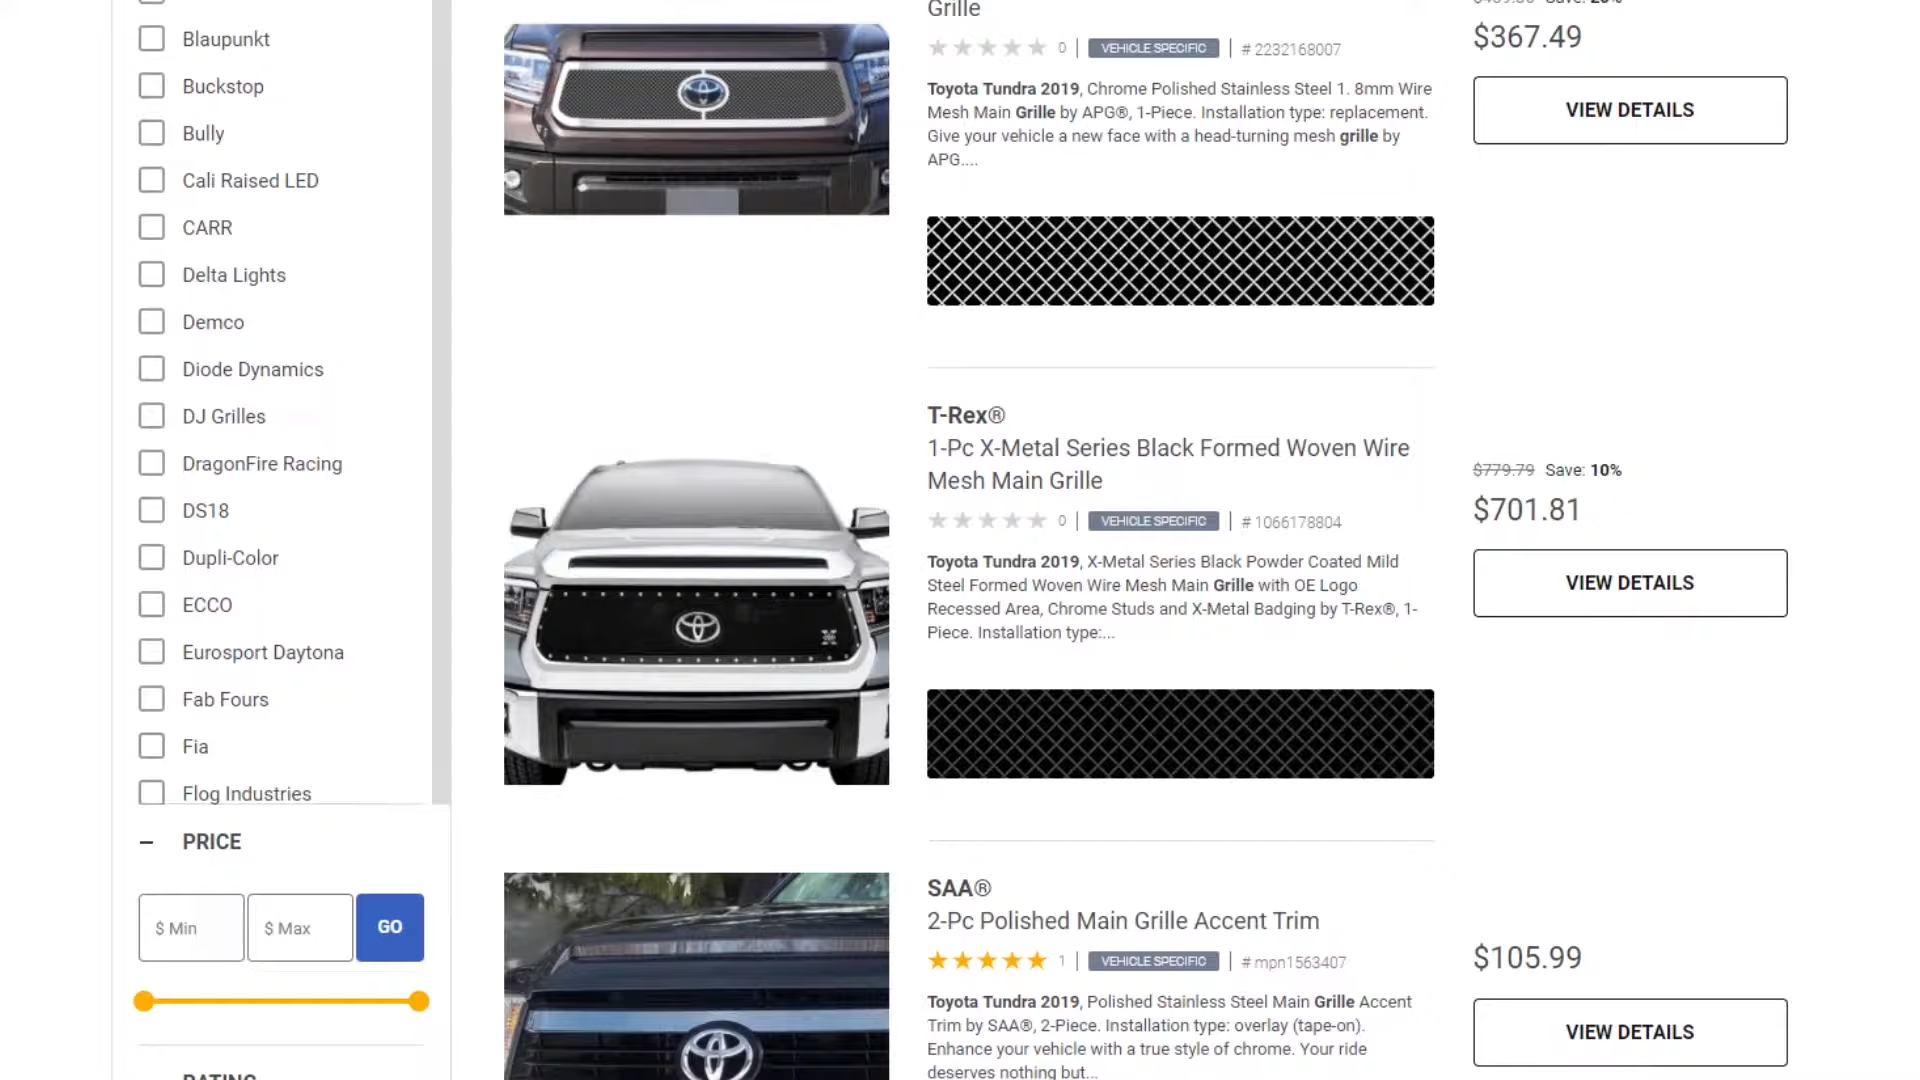 Blaupunkt
Buckstop
Bully
Cali Raised LED
CARR
Delta Lights
Demco
Diode Dynamics
DJ Grilles
DragonFire Racing
DS18
Dupli-Color
ECCO
Eurosport Daytona
Fab Fours
Fia
Flog Industries
PRICE
$ Min
$ Max
GO
RATING
Grille
0 | VEHICLE SPECIFIC | # 2232168007
Toyota Tundra 2019, Chrome Polished Stainless Steel 1. 8mm Wire
Mesh Main Grille by APG®, 1-Piece. Installation type: replacement.
Give your vehicle a new face with a head-turning mesh grille by
APG....
$367.49
VIEW DETAILS
T-Rex®
1-Pc X-Metal Series Black Formed Woven Wire
Mesh Main Grille
0 | VEHICLE SPECIFIC | # 1066178804
Toyota Tundra 2019, X-Metal Series Black Powder Coated Mild
Steel Formed Woven Wire Mesh Main Grille with OE Logo
Recessed Area, Chrome Studs and X-Metal Badging by T-Rex®, 1-
Piece. Installation type:...
$779.79 Save: 10%
$701.81
VIEW DETAILS
SAA®
2-Pc Polished Main Grille Accent Trim
1 | VEHICLE SPECIFIC | # mpn1563407
Toyota Tundra 2019, Polished Stainless Steel Main Grille Accent
Trim by SAA®, 2-Piece. Installation type: overlay (tape-on).
Enhance your vehicle with a true style of chrome. Your ride
deserves nothing but...
$105.99
VIEW DETAILS